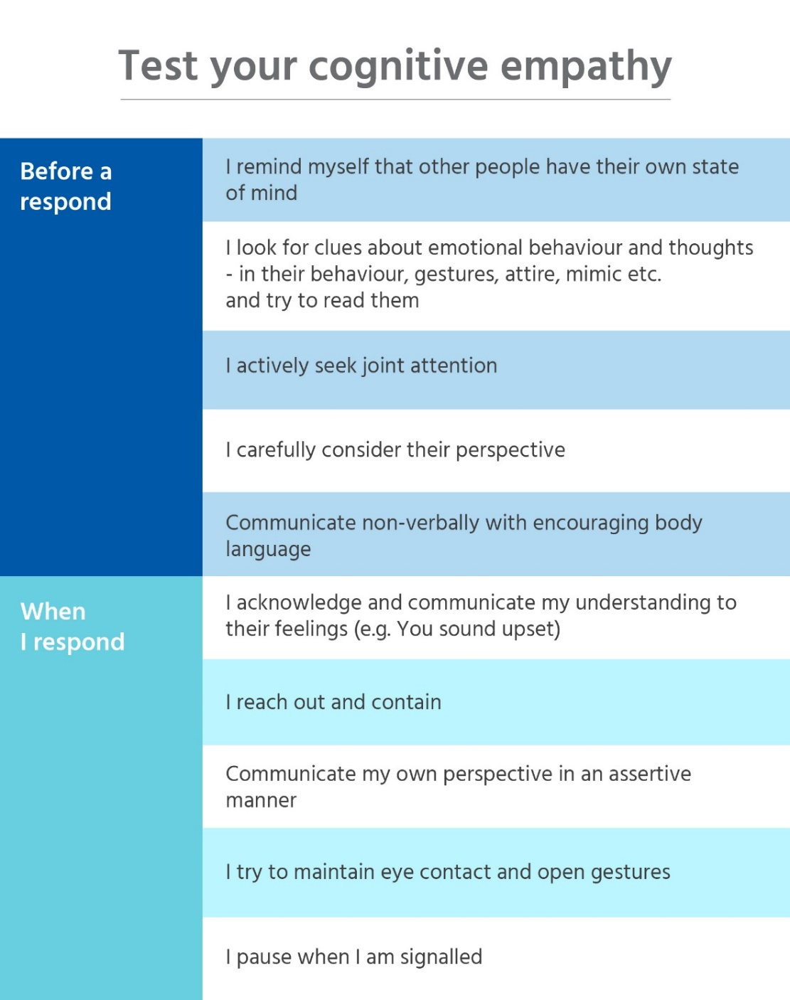 Test your cognitive empathy
Before a
respond
I remind myself that other people have their own state
of mind
I look for clues about emotional behaviour and thoughts
- in their behaviour, gestures, attire, mimic etc.
and try to read them
I actively seek joint attention
I carefully consider their perspective
Communicate non-verbally with encouraging body
language
When
I respond
I acknowledge and communicate my understanding to
their feelings (e.g. You sound upset)
I reach out and contain
Communicate my own perspective in an assertive
manner
I try to maintain eye contact and open gestures
I pause when I am signalled